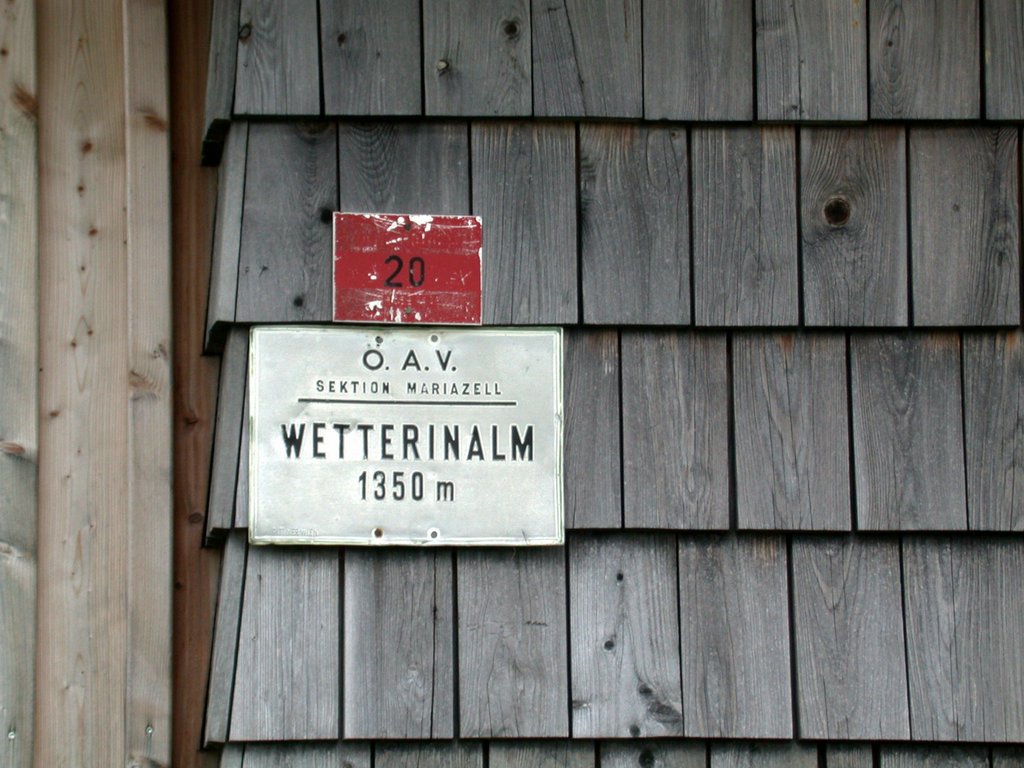 20
Ö. A. V.
SEKTION MARIAZELL
WETTERINALM
1350 m